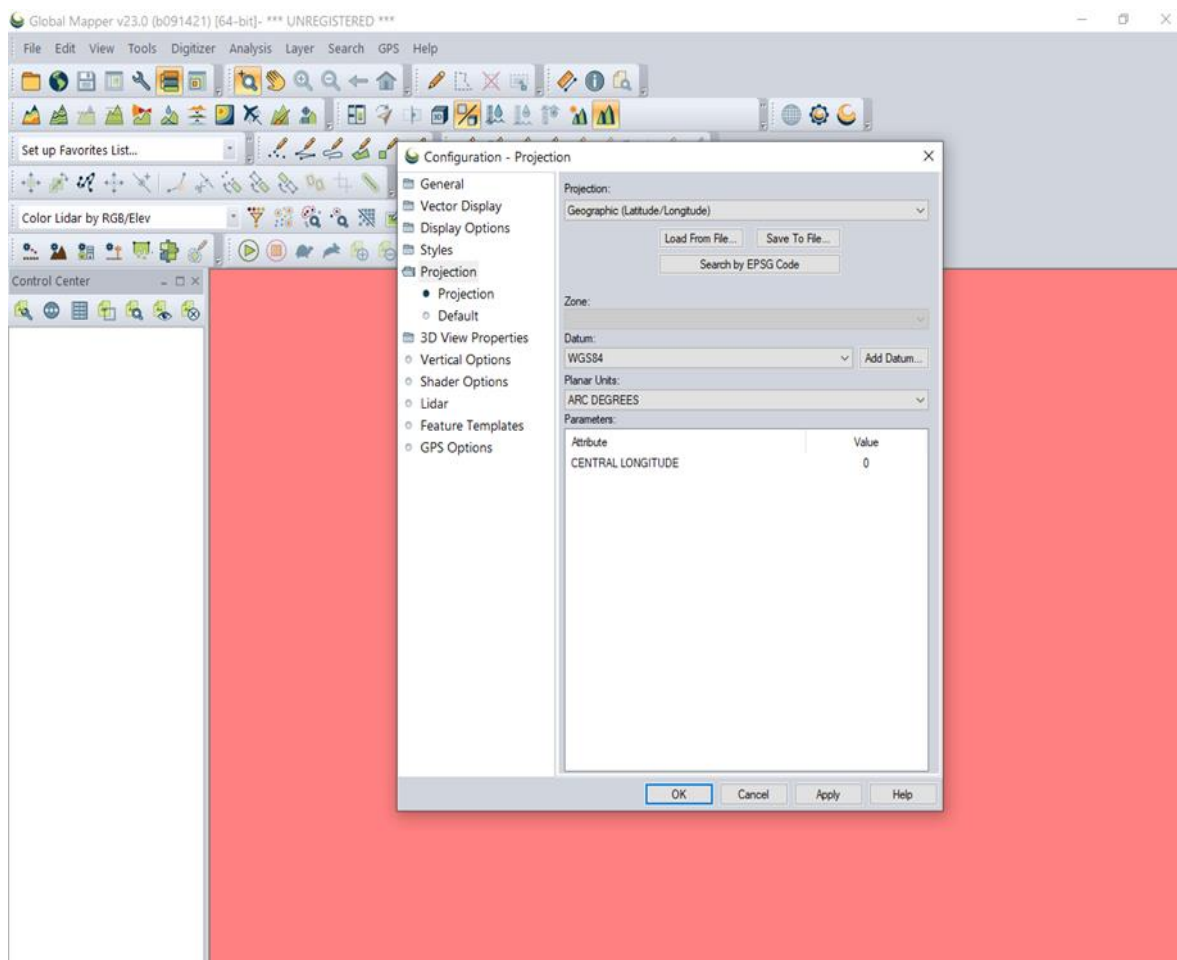 Global Mapper v23.0 (b091421) [64-bit]- *** UNREGISTERED ***
File Edit View Tools Digitizer Analysis Layer Search GPS Help
Set up Favorites List...
Color Lidar by RGB/Elev
Control Center
Configuration - Projection
General
Vector Display
Display Options
Styles
Projection
Projection
Default
3D View Properties
Vertical Options
Shader Options
Lidar
Feature Templates
GPS Options
Projection:
Geographic (Latitude/Longitude)
Load From File... Save To File...
Search by EPSG Code
Zone:
Datum:
WGS84 Add Datum...
Planar Units:
ARC DEGREES
Parameters:
Attribute Value
CENTRAL LONGITUDE 0
OK Cancel Apply Help